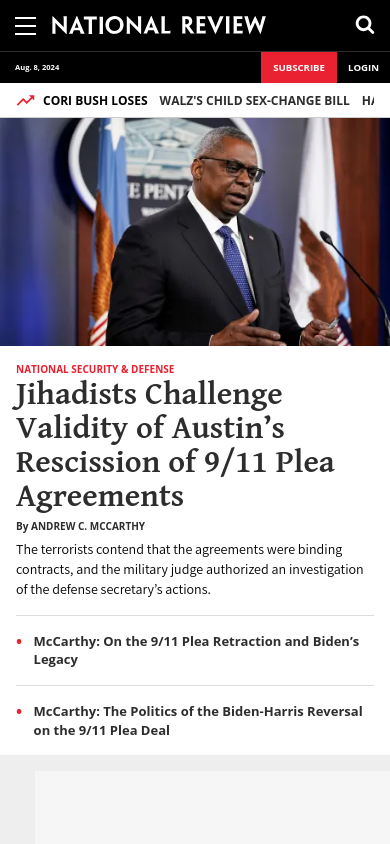 NATIONAL REVIEW
Aug. 8, 2024
SUBSCRIBE
LOGIN
CORI BUSH LOSES WALZ'S CHILD SEX-CHANGE BILL
NATIONAL SECURITY & DEFENSE
Jihadists Challenge
Validity of Austin’s
Rescission of 9/11 Plea
Agreements
By ANDREW C. MCCARTHY
The terrorists contend that the agreements were binding
contracts, and the military judge authorized an investigation
of the defense secretary’s actions.
• McCarthy: On the 9/11 Plea Retraction and Biden’s
Legacy
• McCarthy: The Politics of the Biden-Harris Reversal
on the 9/11 Plea Deal